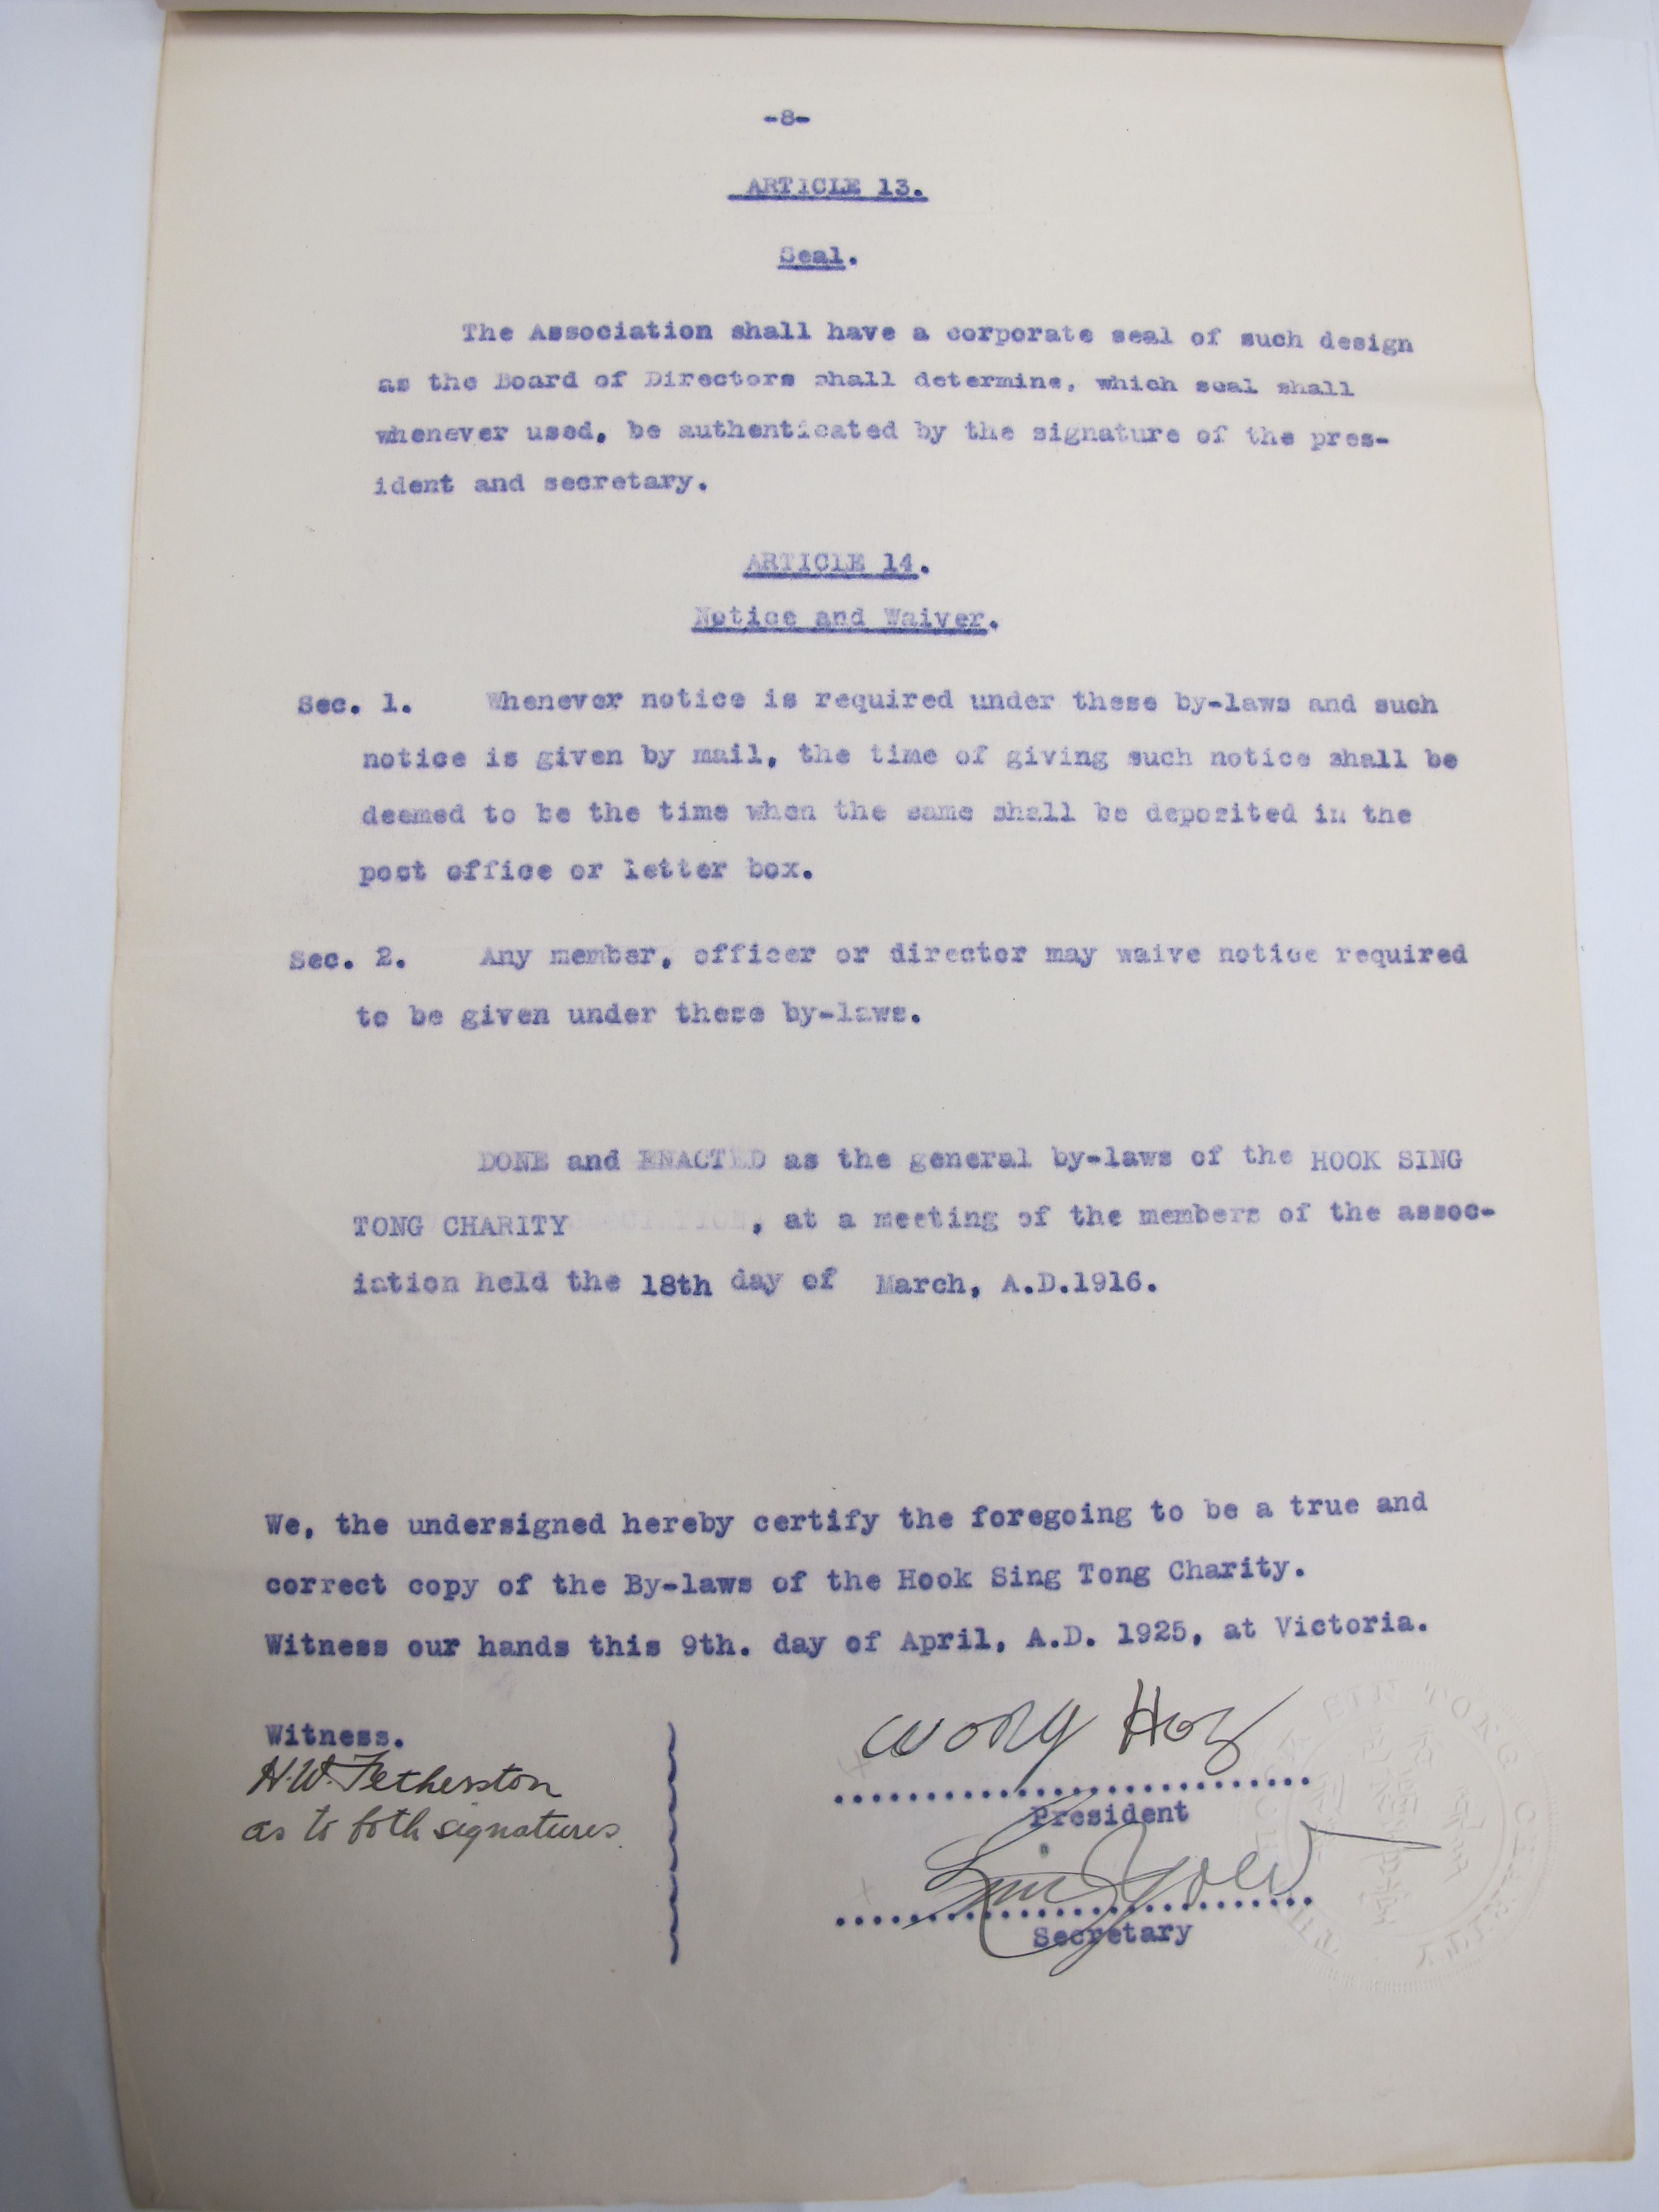 -8-
ARTICLE 13.
Seal.
The Association shall have a corporate seal of such design
as the Board of Directors shall determine, which seal shall
whenever used, be authenticated by the signature of the pres-
ident and secretary.
ARTICLE 14.
Notice and Waiver.
Sec. 1. Whenever notice is required under these by-laws and such
notice is given by mail, the time of giving such notice shall be
deemed to be the time when the same shall be deposited in the
post office or letter box.
Sec. 2. Any member, officer or director may waive notice required
to be given under these by-laws.
DONE and ENACTED as the general by-laws of the HOOK SING
TONG CHARITY , at a meeting of the members of the assoc-
iation held the 18th day of March, A.D.1916.
We, the undersigned hereby certify the foregoing to be a true and
correct copy of the By-laws of the Hook Sing Tong Charity.
Witness our hands this 9th. day of April, A.D. 1925, at Victoria.
Witness.
H.W. Fetherston
as to both signatures.
Wong Hoy
President
Secretary
TONG